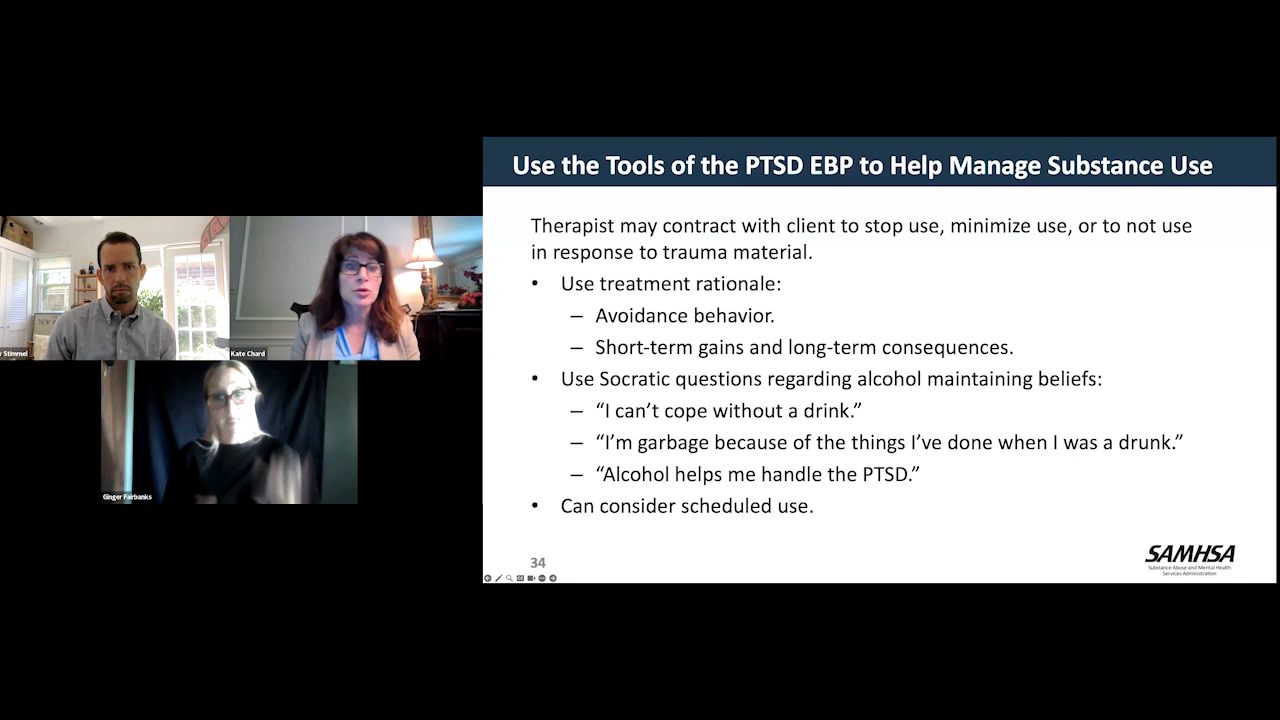 Use the Tools of the PTSD EBP to Help Manage Substance Use
Therapist may contract with client to stop use, minimize use, or to not use
in response to trauma material.
• Use treatment rationale:
– Avoidance behavior.
– Short-term gains and long-term consequences.
• Use Socratic questions regarding alcohol maintaining beliefs:
– “I can’t cope without a drink.”
– “I’m garbage because of the things I’ve done when I was a drunk.”
– “Alcohol helps me handle the PTSD.”
• Can consider scheduled use.
34
SAMHSA
Substance Abuse and Mental Health
Services Administration
Stimmel
Kate Chard
Ginger Fairbanks